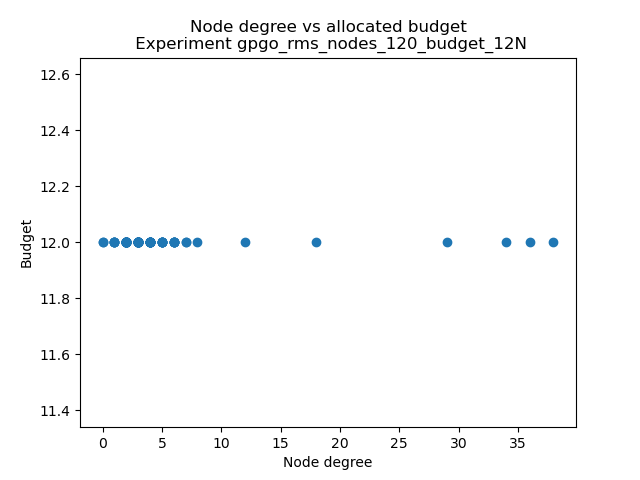 Node degree vs allocated budget
Experiment gpgo_rms_nodes_120_budget_12N
12.6
12.4
12.2
12.0
11.8
11.6
11.4
Budget
0 5 10 15 20 25 30 35
Node degree